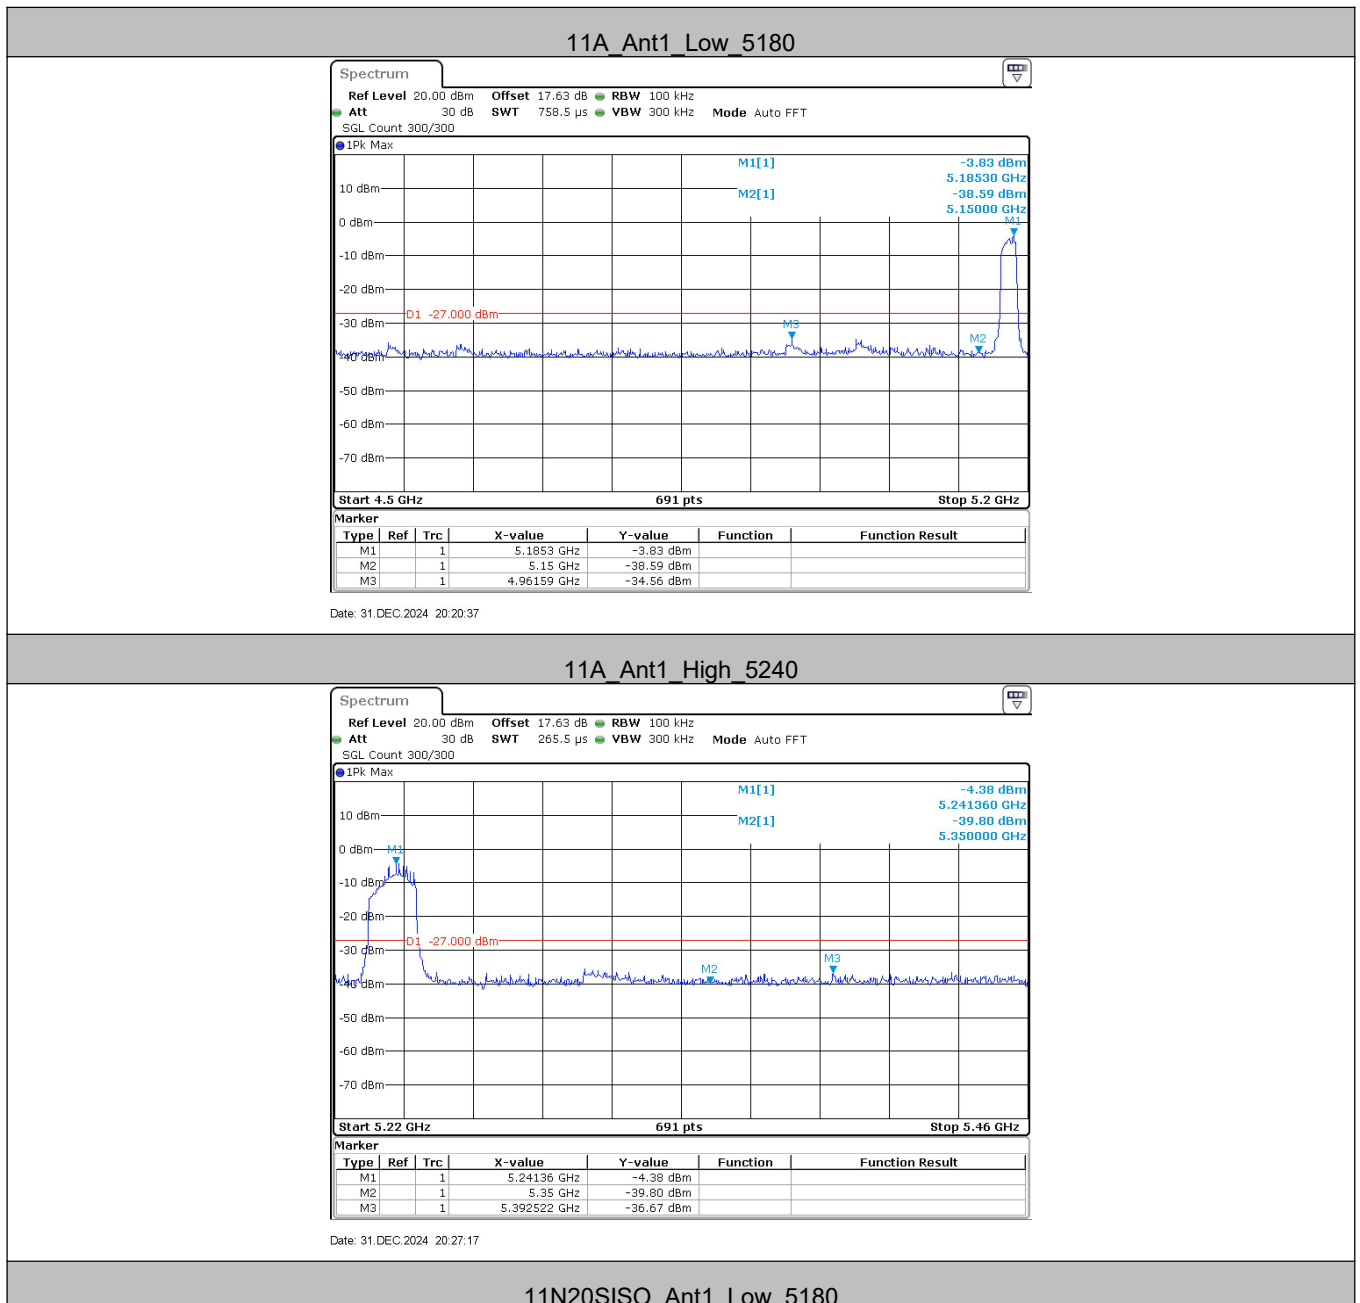 11A_Ant1_Low_5180
Spectrum
Ref Level 20.00 dBm Offset 17.63 dB RBW 100 kHz
Att 30 dB SWT 758.5 µs VBW 300 kHz Mode Auto FFT
SGL Count 300/300
1Pk Max
M1[1] -3.83 dBm
5.18530 GHz
M2[1] -38.59 dBm
5.15000 GHz
M1
10 dBm
0 dBm
-10 dBm
-20 dBm
D1 -27.000 dBm
-30 dBm
M3
M2
-40 dBm
-50 dBm
-60 dBm
-70 dBm
Start 4.5 GHz 691 pts Stop 5.2 GHz
Marker
Type Ref Trc X-value Y-value Function Function Result
M1 1 5.1853 GHz -3.83 dBm
M2 1 5.15 GHz -38.59 dBm
M3 1 4.96159 GHz -34.56 dBm
Date: 31.DEC.2024 20:20:37
11A_Ant1_High_5240
Spectrum
Ref Level 20.00 dBm Offset 17.63 dB RBW 100 kHz
Att 30 dB SWT 265.5 µs VBW 300 kHz Mode Auto FFT
SGL Count 300/300
1Pk Max
M1[1] -4.38 dBm
5.241360 GHz
M2[1] -39.80 dBm
5.350000 GHz
10 dBm
0 dBm
M1
-10 dBm
-20 dBm
D1 -27.000 dBm
-30 dBm
M2
M3
-40 dBm
-50 dBm
-60 dBm
-70 dBm
Start 5.22 GHz 691 pts Stop 5.46 GHz
Marker
Type Ref Trc X-value Y-value Function Function Result
M1 1 5.24136 GHz -4.38 dBm
M2 1 5.35 GHz -39.80 dBm
M3 1 5.392522 GHz -36.67 dBm
Date: 31.DEC.2024 20:27:17
11N20SISO_Ant1_Low_5180